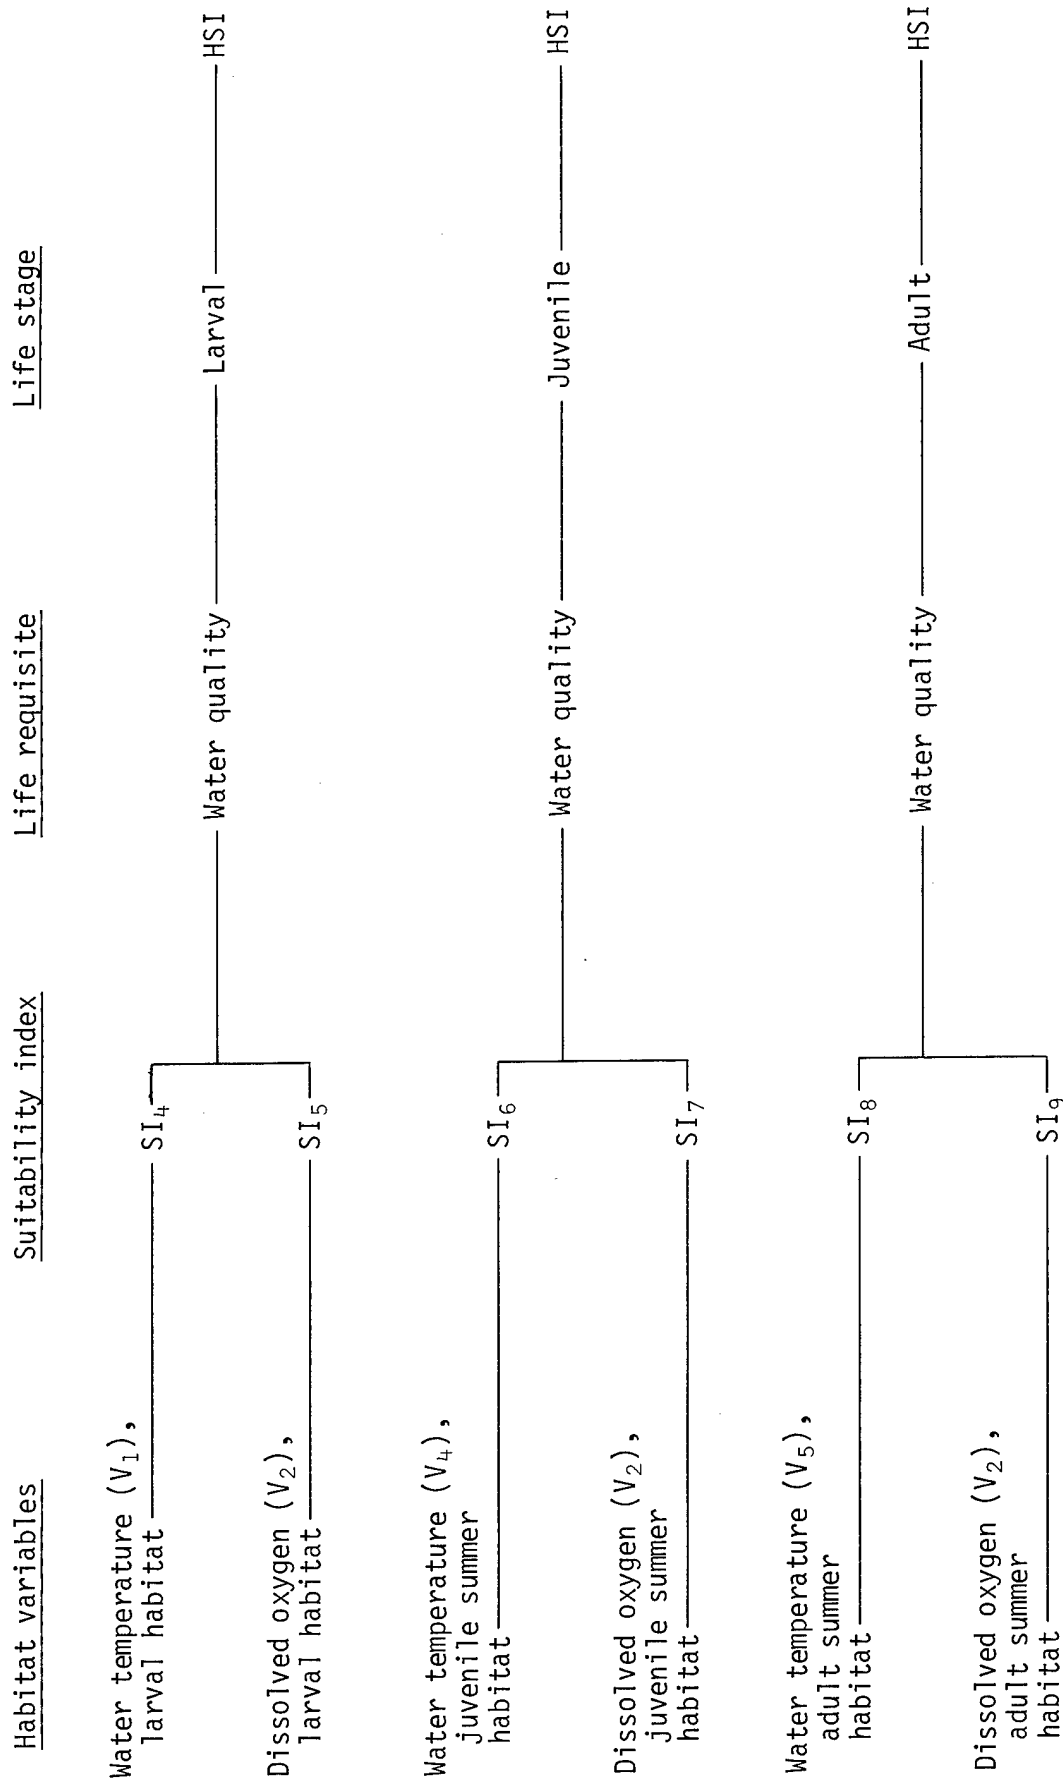 Habitat variables
Suitability index
Life requisite
Life stage
Water temperature (V₁),
larval habitat
SI₄
Dissolved oxygen (V₂),
larval habitat
SI₅
Water quality
Larval
HSI
Water temperature (V₄),
juvenile summer
habitat
SI₆
Dissolved oxygen (V₂),
juvenile summer
habitat
SI₇
Water quality
Juvenile
HSI
Water temperature (V₅),
adult summer
habitat
SI₈
Dissolved oxygen (V₂),
adult summer
habitat
SI₉
Water quality
Adult
HSI